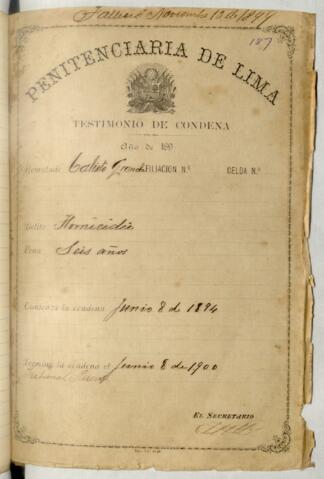 Falleció Noviembre 12 de 1897
187
PENITENCIARIA DE LIMA
TESTIMONIO DE CONDENA
Año de 189
Rematado Calisto FILIACION N.º CELDA N.º
Delito Homicidio
Pena Seis años
Comienza la condena Junio 8 de 1894
Termina la condena el Junio 8 de 1900
Tribunal
EL SECRETARIO